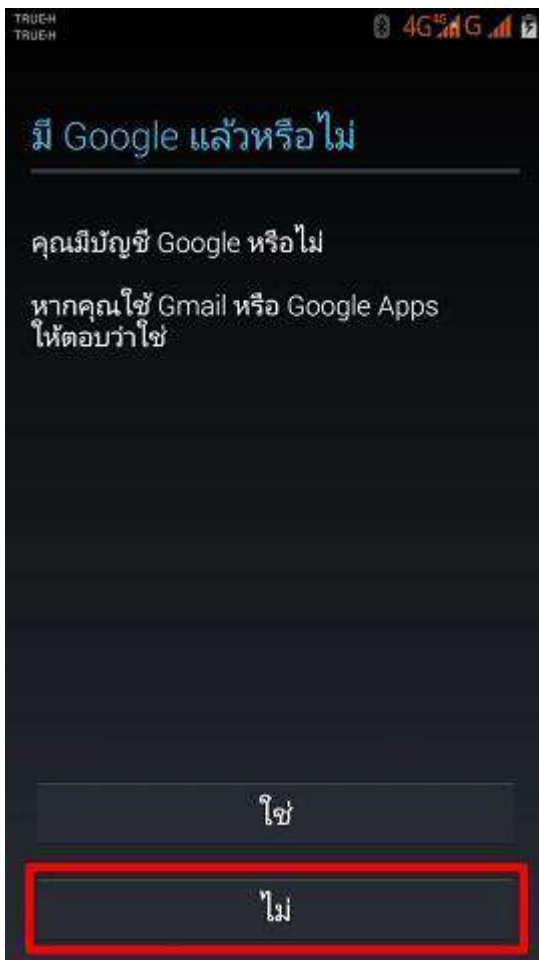 TRUE-H
TRUE-H
4G 4G G
มี Google แล้วหรือไม่
คุณมีบัญชี Google หรือไม่
หากคุณใช้ Gmail หรือ Google Apps
ให้ตอบว่าใช่
ใช่
ไม่